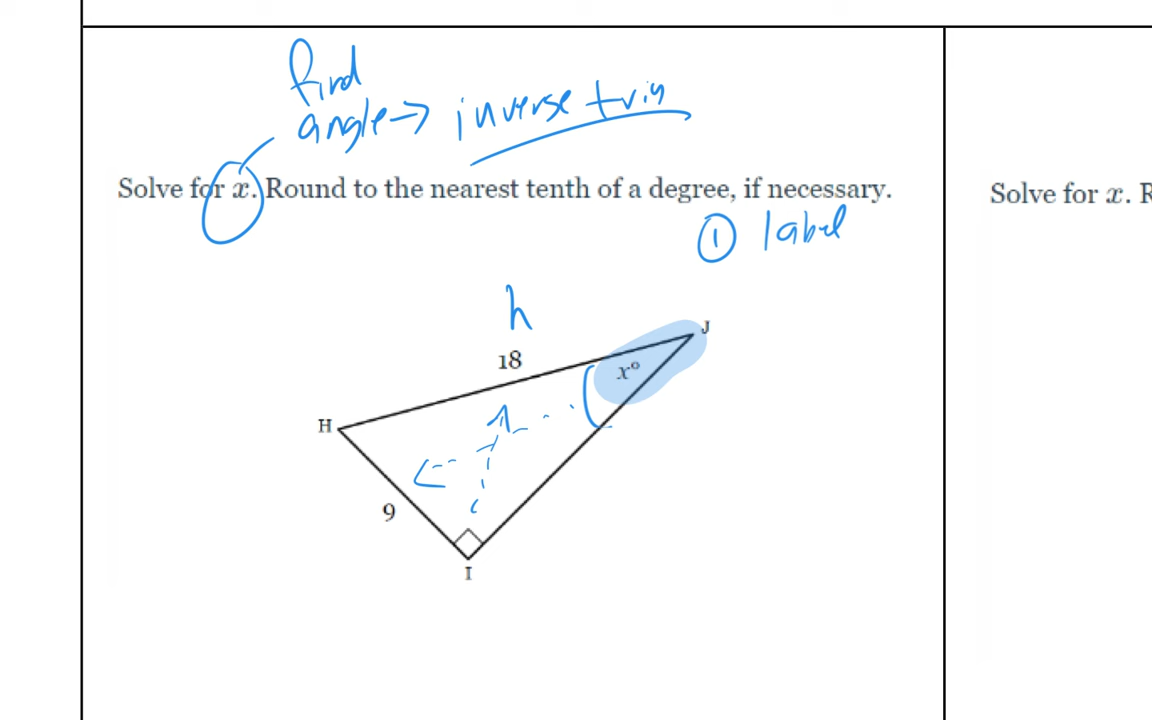 find
angle → inverse trig
Solve for x. Round to the nearest tenth of a degree, if necessary.
Solve for x. R
① label
h
J
18
x°
H
9
I